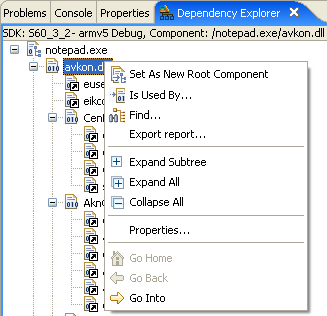 Problems Console Properties Dependency Explorer
SDK: S60_3_2- armv5 Debug, Component: /notepad.exe/avkon.dll
notepad.exe
avkon.d
Set As New Root Component
Is Used By...
Find...
Export report...
Expand Subtree
Expand All
Collapse All
Properties...
Go Home
Go Back
Go Into
euse
eikc
Cen
Akn